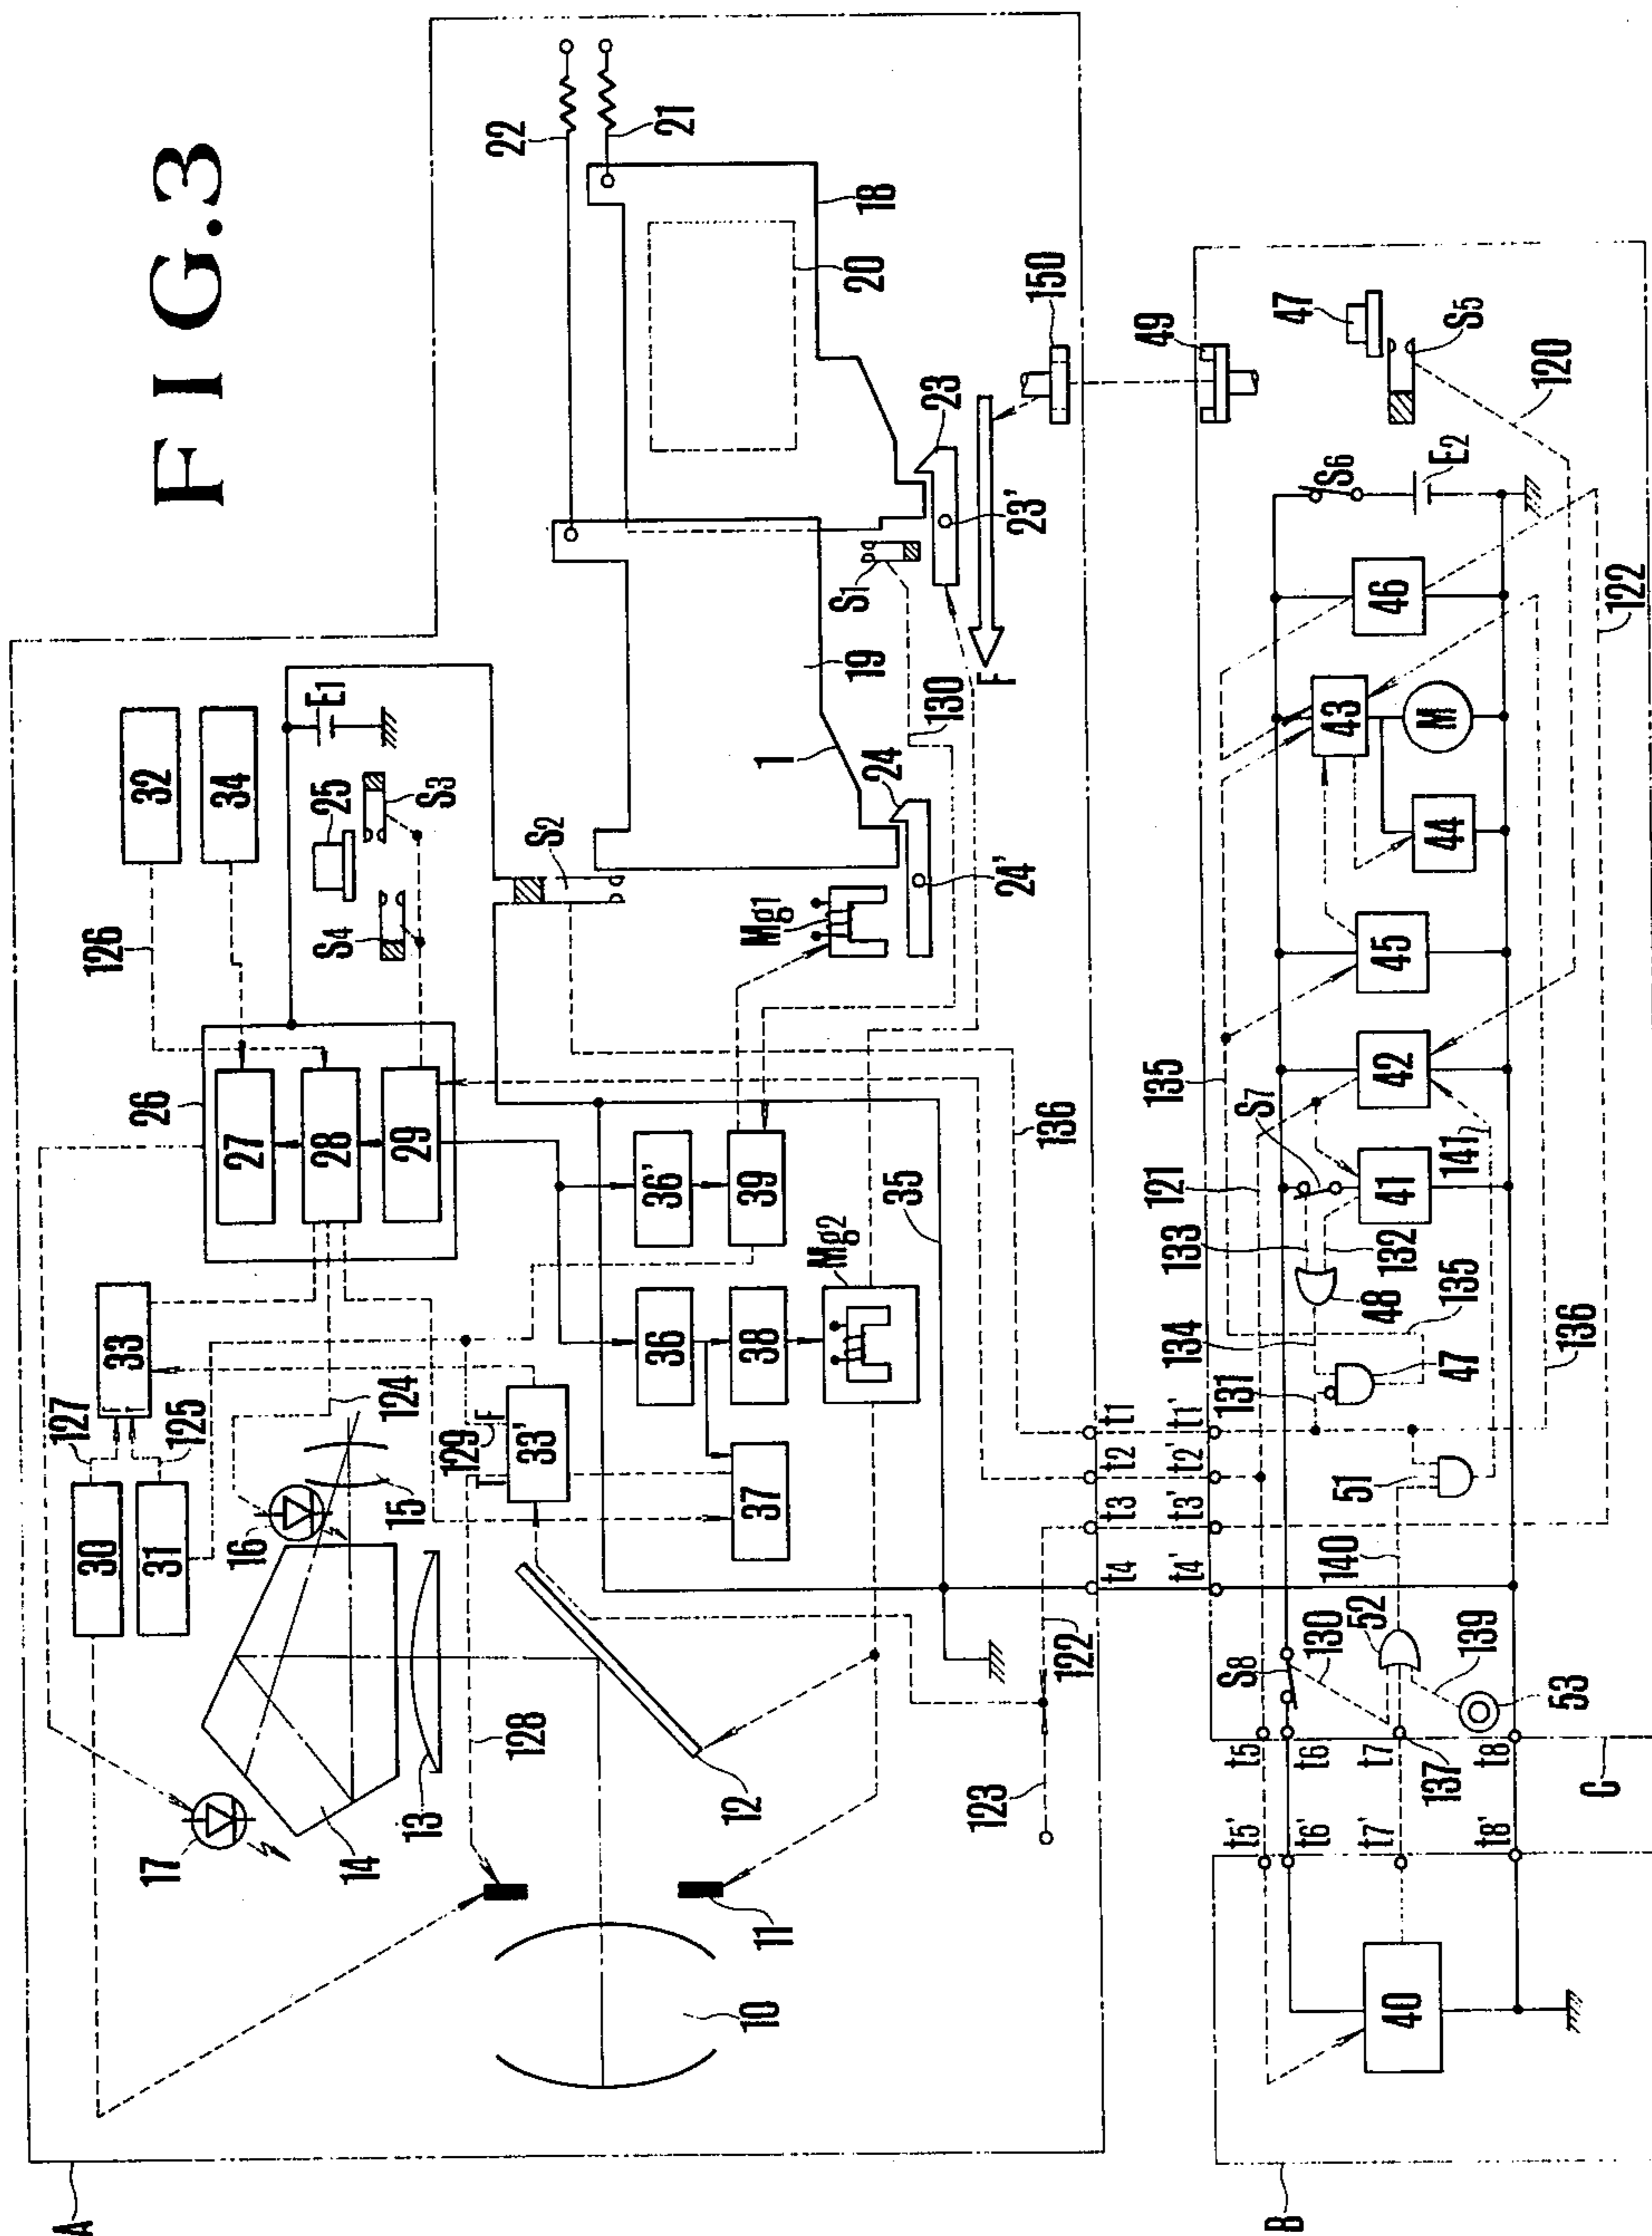 FIG.3
A
17
14
13
12
11
10
128
123
122
30
31
127
125
33
16
15
124
129
T
F
33'
37
36
38
Mg2
35
36'
39
26
27
28
29
126
32
34
S4
25
S3
E1
S2
Mg1
24
24'
1
19
130
S1
F
23
23'
22
21
18
20
150
136
t1
t2
t3
t4
t1'
t2'
t3'
t4'
B
40
t5'
t6'
t7'
t8'
t5
t6
t7
t8
137
C
S8
130
52
139
53
140
51
131
134
47
135
48
133
132
136
121
S7
41
141
135
42
45
44
43
M
46
122
S6
E2
120
49
47
S5